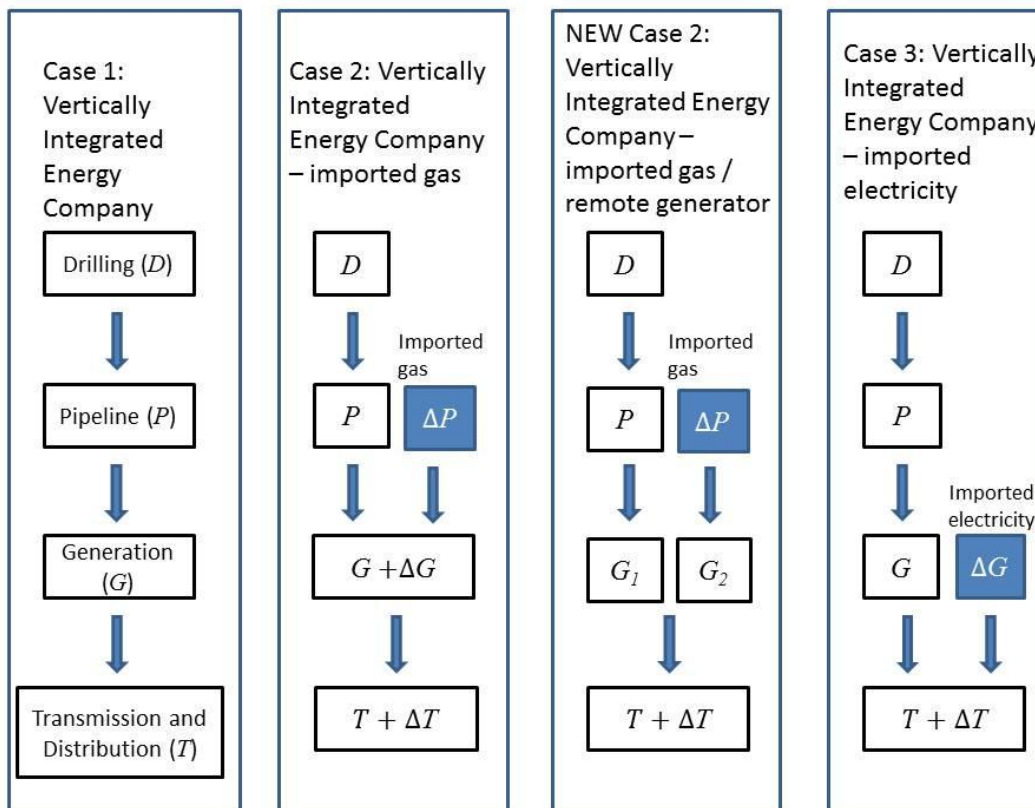 Case 1:
Vertically
Integrated
Energy
Company
Drilling (D)
Pipeline (P)
Generation
(G)
Transmission and
Distribution (T)
Case 2: Vertically
Integrated
Energy Company
– imported gas
D
Imported
gas
P
ΔP
G +ΔG
T + ΔT
NEW Case 2:
Vertically
Integrated Energy
Company –
imported gas /
remote generator
D
Imported
gas
P
ΔP
G₁
G₂
T + ΔT
Case 3: Vertically
Integrated
Energy Company
– imported
electricity
D
P
Imported
electricity
G
ΔG
T + ΔT